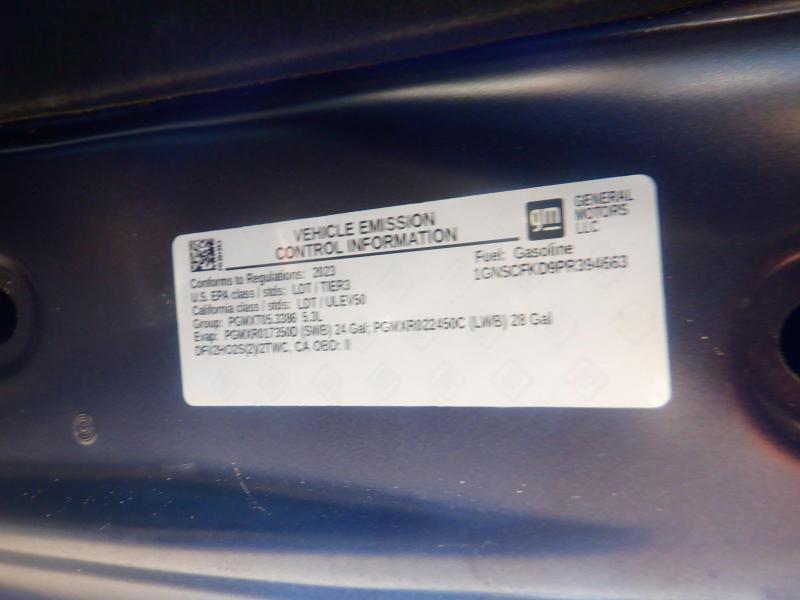 VEHICLE EMISSION
CONTROL INFORMATION
gm
GENERAL
MOTORS
LLC
Fuel: Gasoline
1GNSCFKD9PR394663
Conforms to Regulations: 2023
U.S. EPA class / stds: LDT / TIER3
California class / stds: LDT / ULEV50
Group: PGMXT05.3386 5.3L
Evap: PGMXR017350D (SWB) 24 Gal; PGMXR022450C (LWB) 28 Gal
DFI/2HO2S(2)/2TWC, CA OBD: II